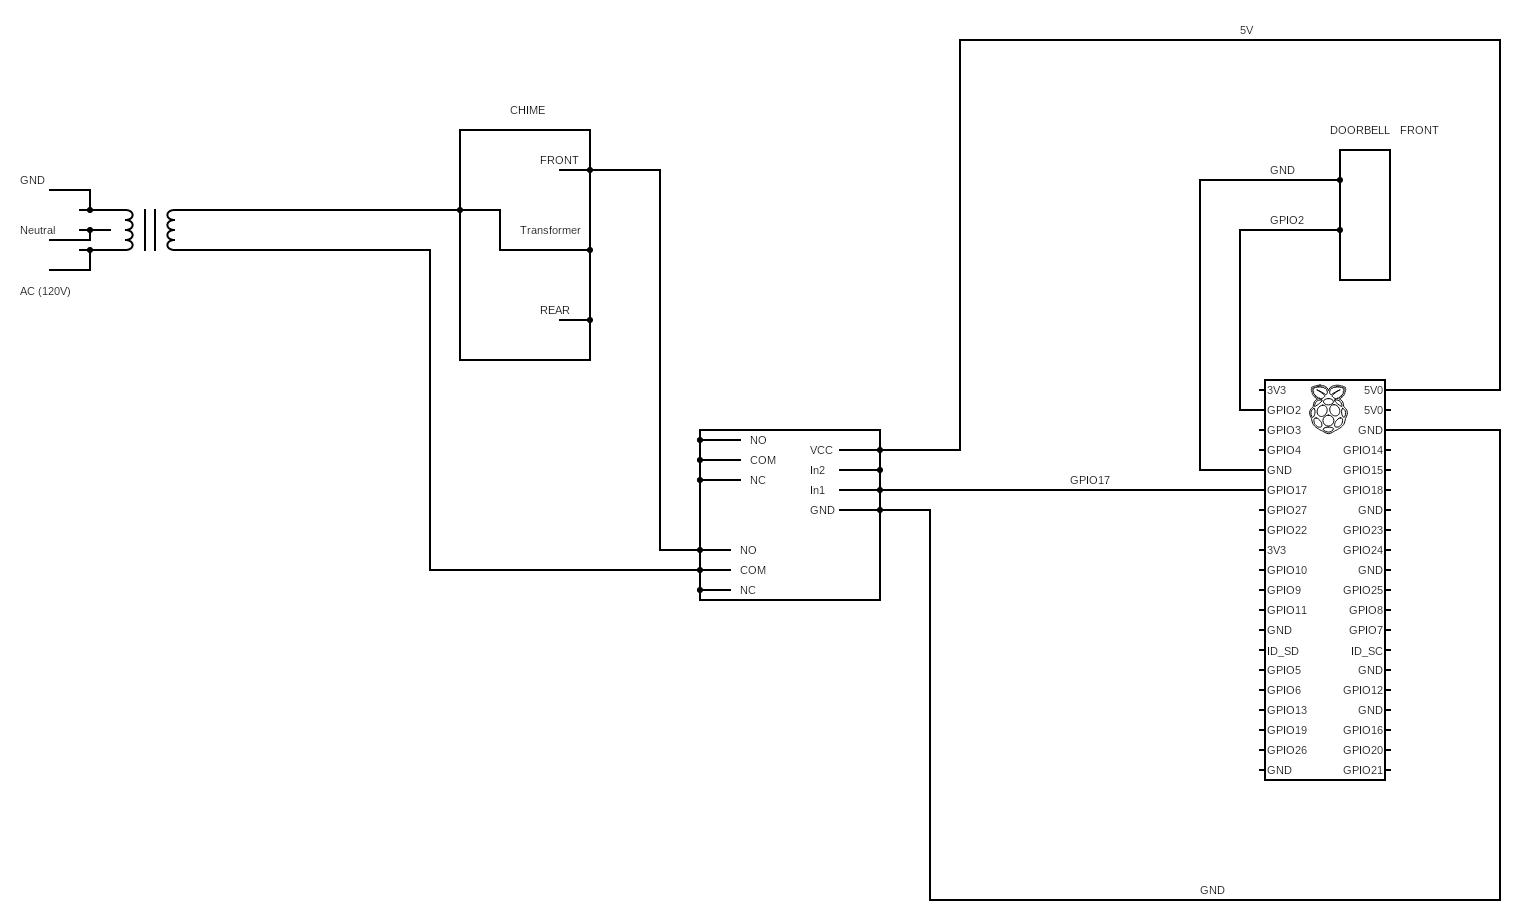 5V
CHIME
DOORBELL FRONT
FRONT
GND
GND
GPIO2
Neutral
Transformer
AC (120V)
REAR
3V3 5V0
GPIO2 5V0
GPIO3 GND
GPIO4 GPIO14
GND GPIO15
GPIO17 GPIO18
GPIO27 GND
GPIO22 GPIO23
3V3 GPIO24
GPIO10 GND
GPIO9 GPIO25
GPIO11 GPIO8
GND GPIO7
ID_SD ID_SC
GPIO5 GND
GPIO6 GPIO12
GPIO13 GND
GPIO19 GPIO16
GPIO26 GPIO20
GND GPIO21
NO
COM
NC
VCC
In2
In1
GND
GPIO17
NO
COM
NC
GND